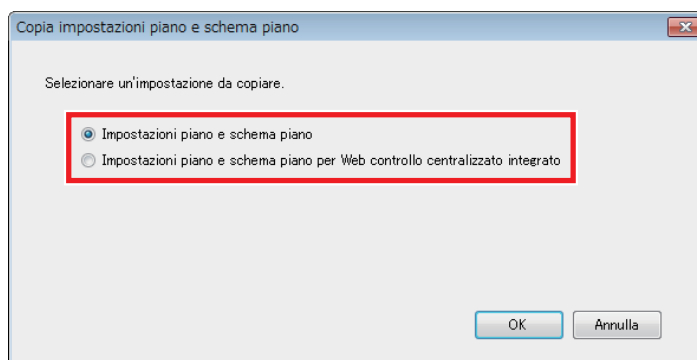 Copia impostazioni piano e schema piano
Selezionare un'impostazione da copiare.
Impostazioni piano e schema piano
Impostazioni piano e schema piano per Web controllo centralizzato integrato
OK
Annulla